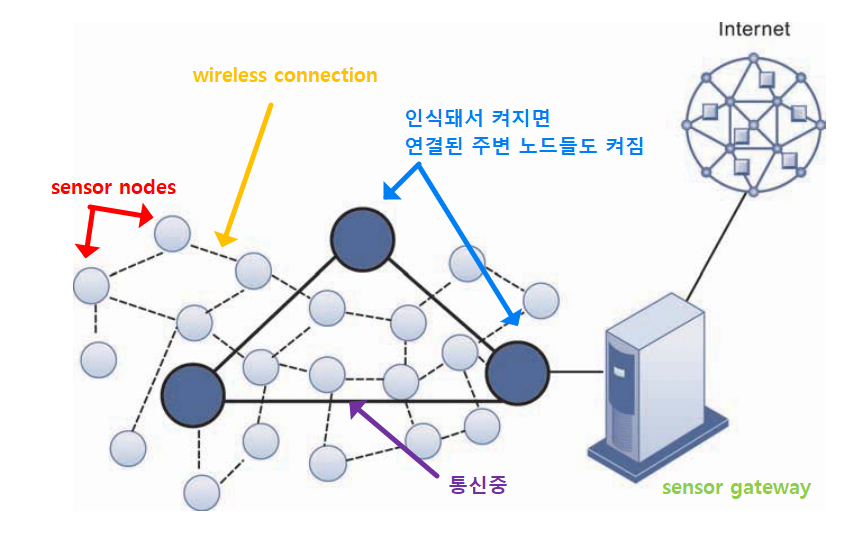 Internet
wireless connection
인식돼서 켜지면
연결된 주변 노드들도 켜짐
sensor nodes
통신중
sensor gateway